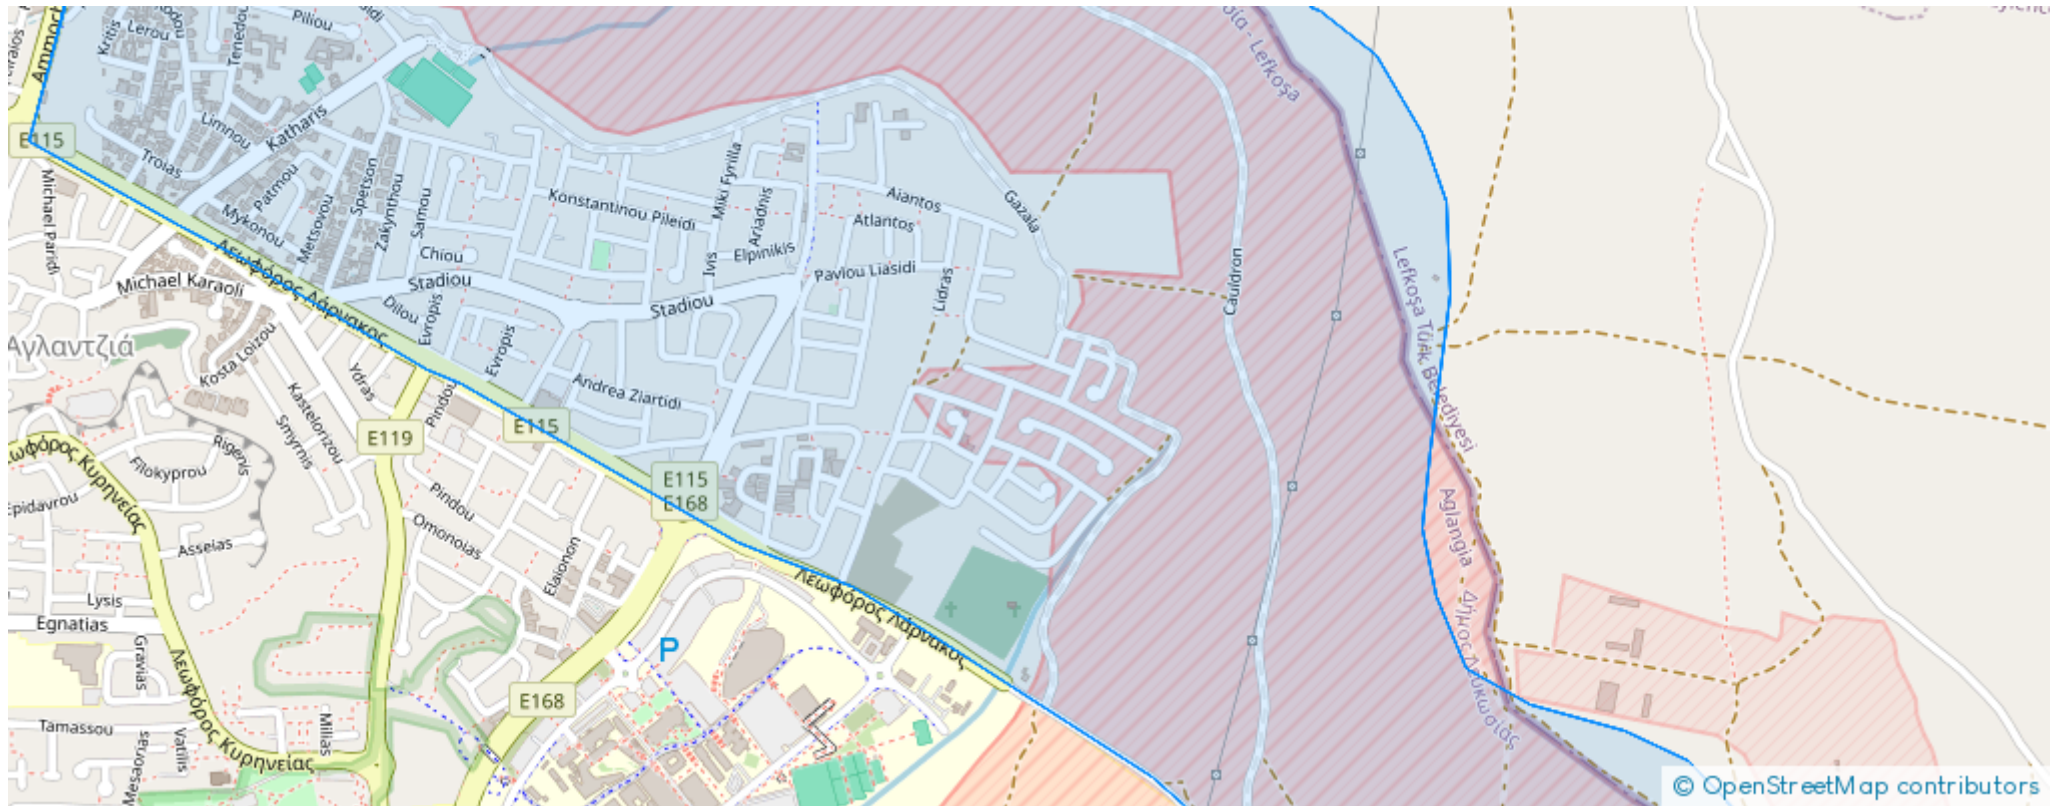 Ammoch
Kritis
Lerou
Tenedou
Piliou
E115
Limnou
Katharis
Troias
Patmou
Mykonou
Metsovou
Spetson
Zakynthou
Samou
Chiou
Michael Paridi
Michael Karaoli
Λεωφόρος Λάρνακος
Stadiou
Stadiou
Dilou
Evropis
Evropis
Konstantinou Pileidi
Miki Fyrilla
Ariadnis
Ivis
Elpinikis
Aiantos
Atlantos
Pavlou Liasidi
Lidras
Gazala
Cauldron
Lefkoşa
Lefkoşa Türk Belediyesi
Αγλαντζιά
Kosta Loizou
Ydras
Kastelorizou
Smyrnis
Pindou
Andrea Ziartidi
E119
E115
E115
E168
Rigenis
Filokyprou
Epidavrou
Λεωφόρος Κυρηνείας
Pindou
Omonoias
Asseias
Elaionon
Lysis
Egnatias
Gravias
Λεωφόρος Λάρνακος
Aglangia
Δήμος Λευκωσίας
P
E168
Tamassou
Vatilis
Milias
Mesaorias
Λεωφόρος Κυρηνείας
© OpenStreetMap contributors